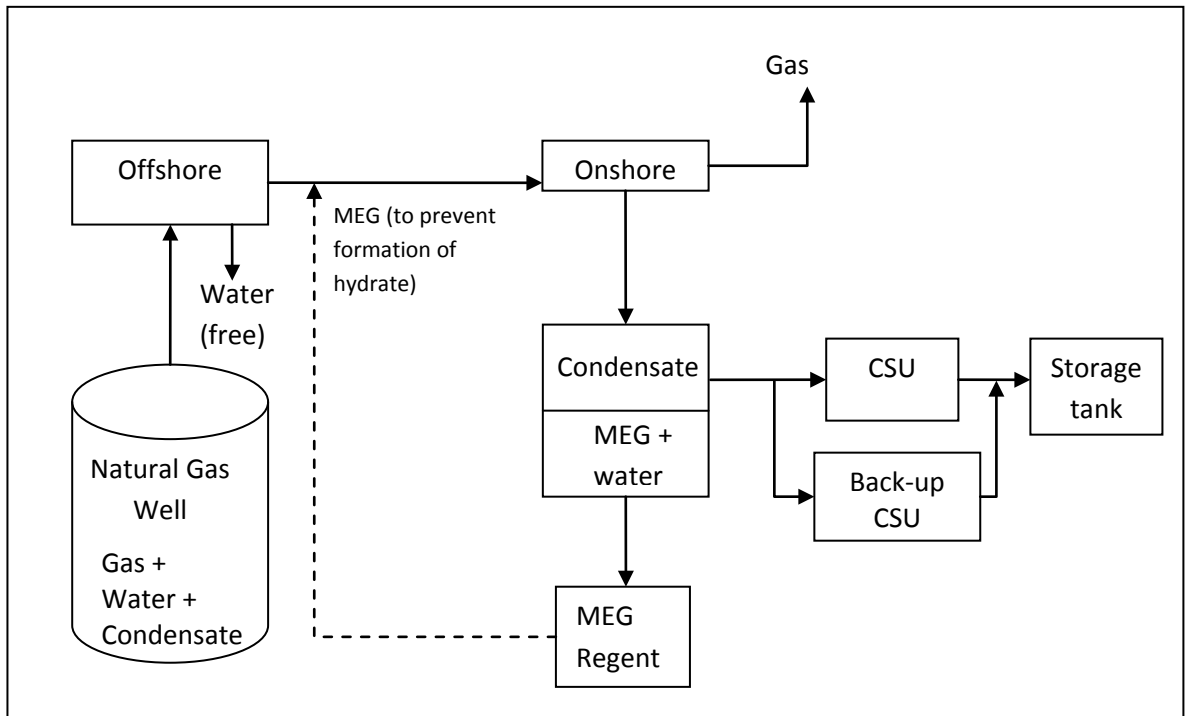 Gas
Offshore
Onshore
MEG (to prevent
formation of
hydrate)
Water
(free)
Condensate
MEG +
water
CSU
Storage
tank
Back-up
CSU
Natural Gas
Well
Gas +
Water +
Condensate
MEG
Regent